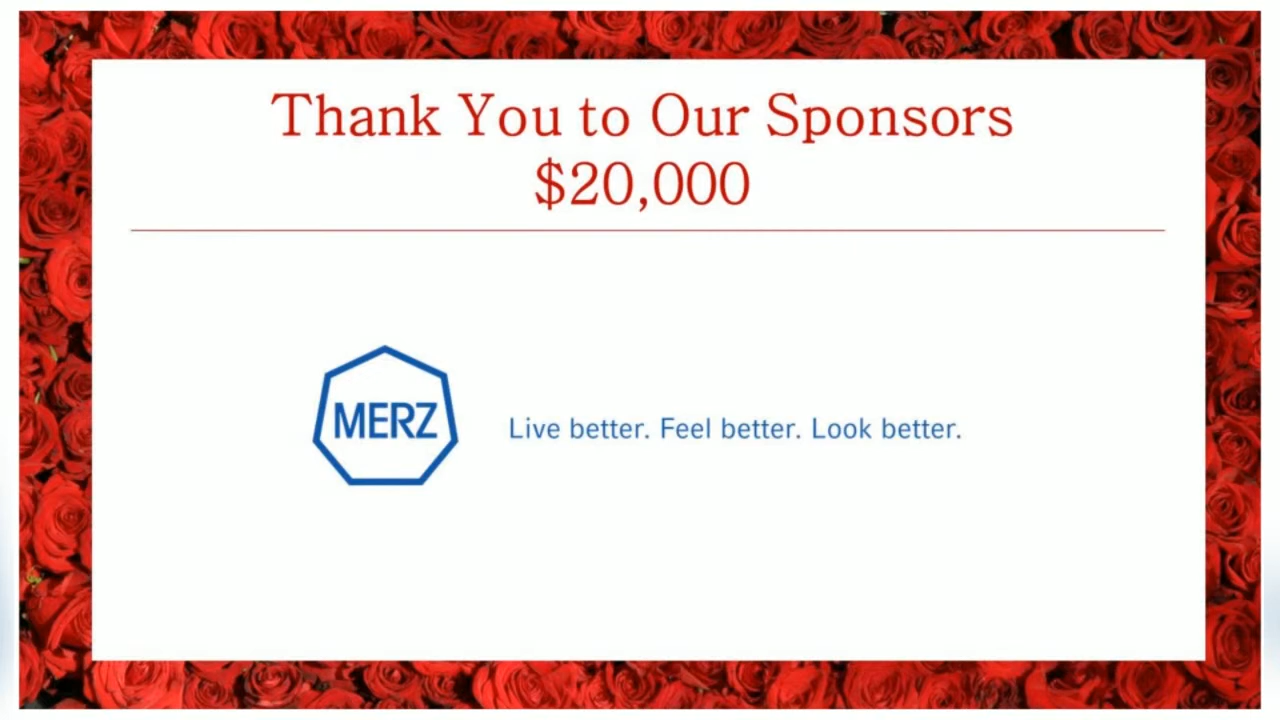 Thank You to Our Sponsors
$20,000
MERZ
Live better. Feel better. Look better.